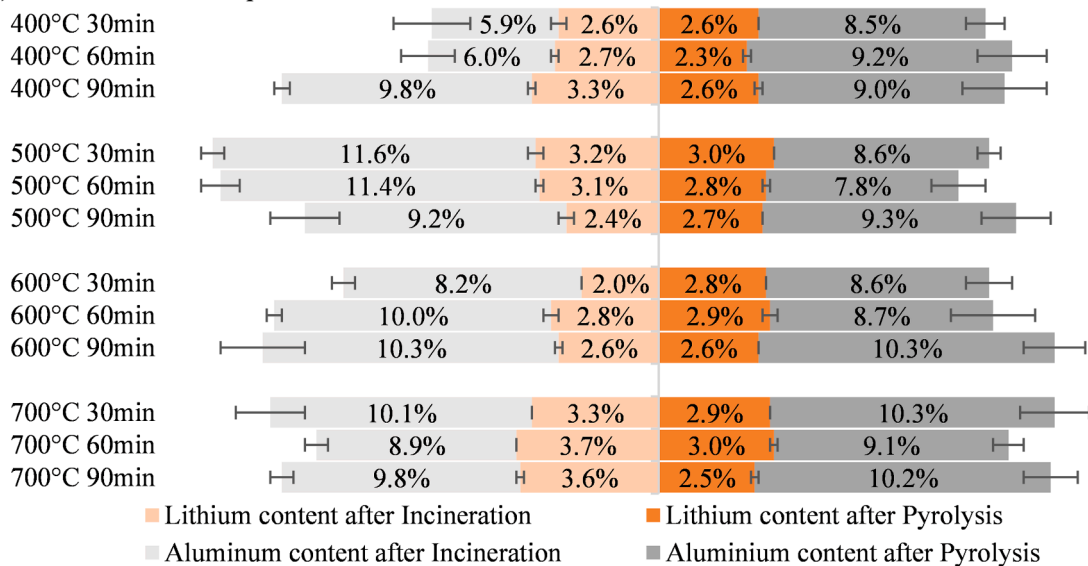 400°C 30min 5.9% 2.6% 2.6% 8.5%
400°C 60min 6.0% 2.7% 2.3% 9.2%
400°C 90min 9.8% 3.3% 2.6% 9.0%
500°C 30min 11.6% 3.2% 3.0% 8.6%
500°C 60min 11.4% 3.1% 2.8% 7.8%
500°C 90min 9.2% 2.4% 2.7% 9.3%
600°C 30min 8.2% 2.0% 2.8% 8.6%
600°C 60min 10.0% 2.8% 2.9% 8.7%
600°C 90min 10.3% 2.6% 2.6% 10.3%
700°C 30min 10.1% 3.3% 2.9% 10.3%
700°C 60min 8.9% 3.7% 3.0% 9.1%
700°C 90min 9.8% 3.6% 2.5% 10.2%
Lithium content after Incineration Lithium content after Pyrolysis
Aluminum content after Incineration Aluminium content after Pyrolysis